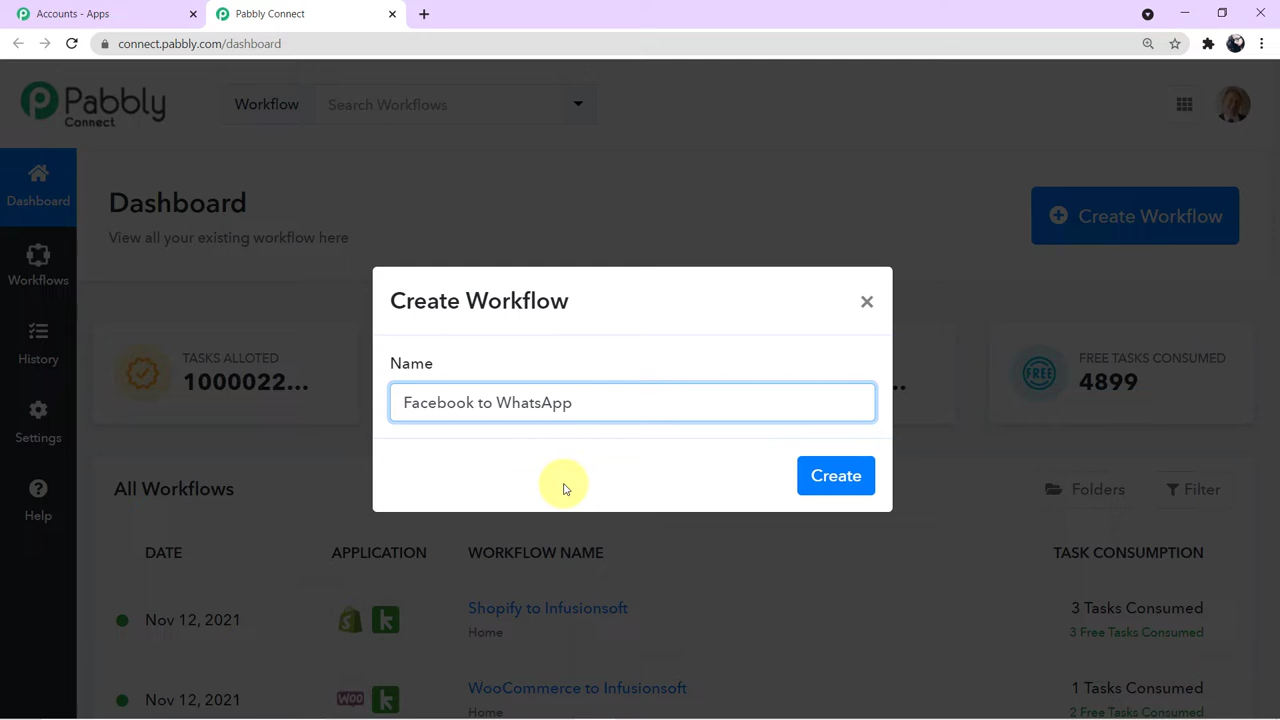 Accounts - Apps
Pabbly Connect
connect.pabbly.com/dashboard
Pabbly
Connect
Workflow
Search Workflows
Dashboard
Workflows
History
Settings
Help
Dashboard
View all your existing workflow here
Create Workflow
TASKS ALLOTED
1000022...
...
FREE
FREE TASKS CONSUMED
4899
Create Workflow
×
Name
Facebook to WhatsApp
Create
All Workflows
Folders
Filter
DATE
APPLICATION
WORKFLOW NAME
TASK CONSUMPTION
Nov 12, 2021
k
Shopify to Infusionsoft
Home
3 Tasks Consumed
3 Free Tasks Consumed
Nov 12, 2021
WOO
k
WooCommerce to Infusionsoft
Home
1 Tasks Consumed
2 Free Tasks Consumed